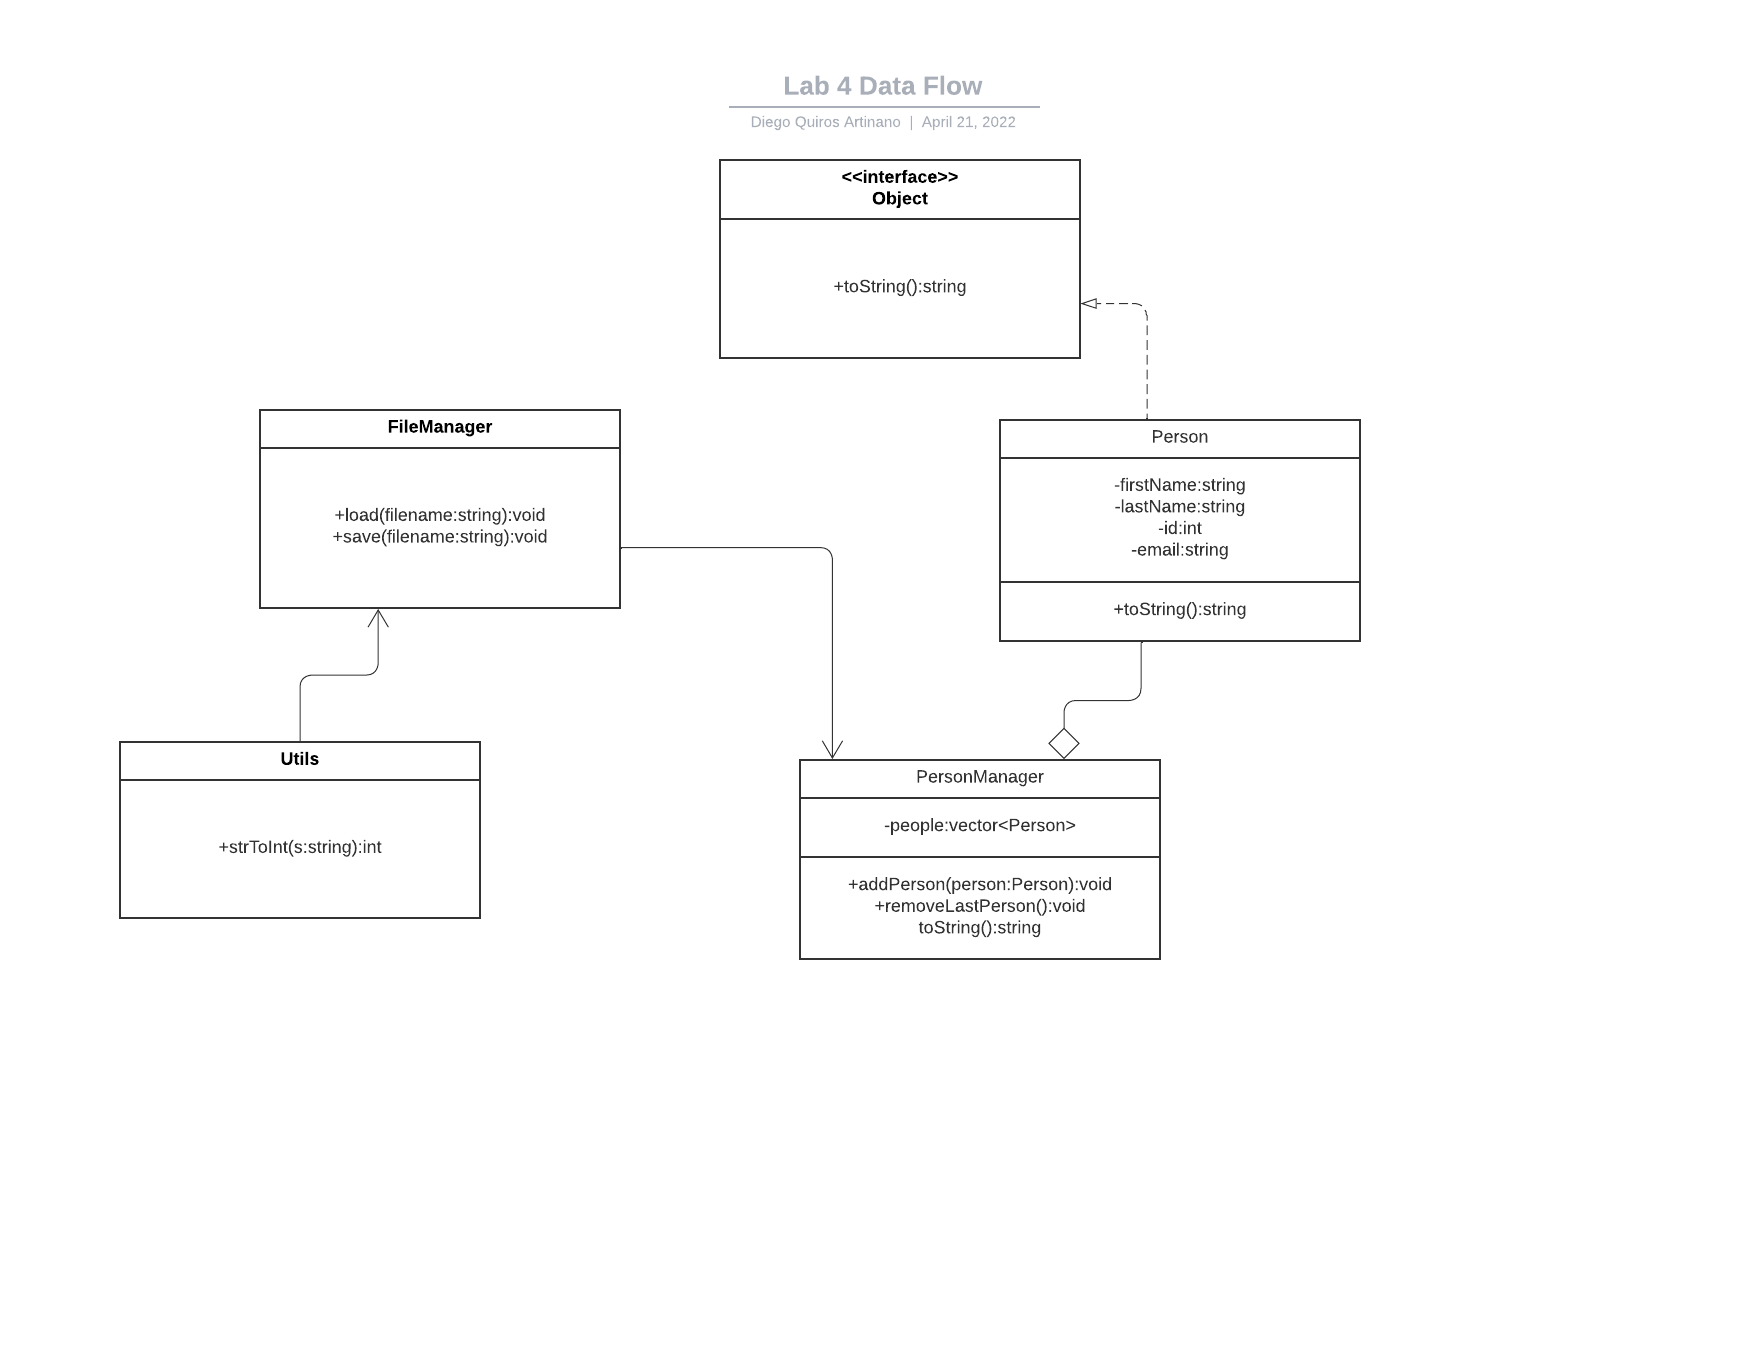 Lab 4 Data Flow
Diego Quiros Artinano | April 21, 2022
<<interface>>
Object
+toString():string
FileManager
+load(filename:string):void
+save(filename:string):void
Person
-firstName:string
-lastName:string
-id:int
-email:string
+toString():string
Utils
+strToInt(s:string):int
PersonManager
-people:vector<Person>
+addPerson(person:Person):void
+removeLastPerson():void
toString():string